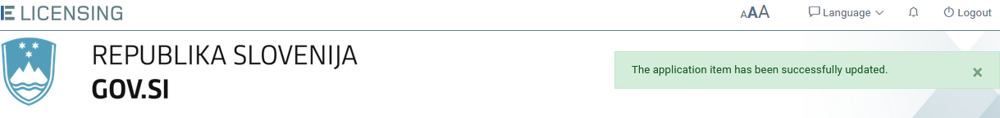 E LICENSING
AAA
Language
Logout
REPUBLIKA SLOVENIJA
GOV.SI
The application item has been successfully updated.
×